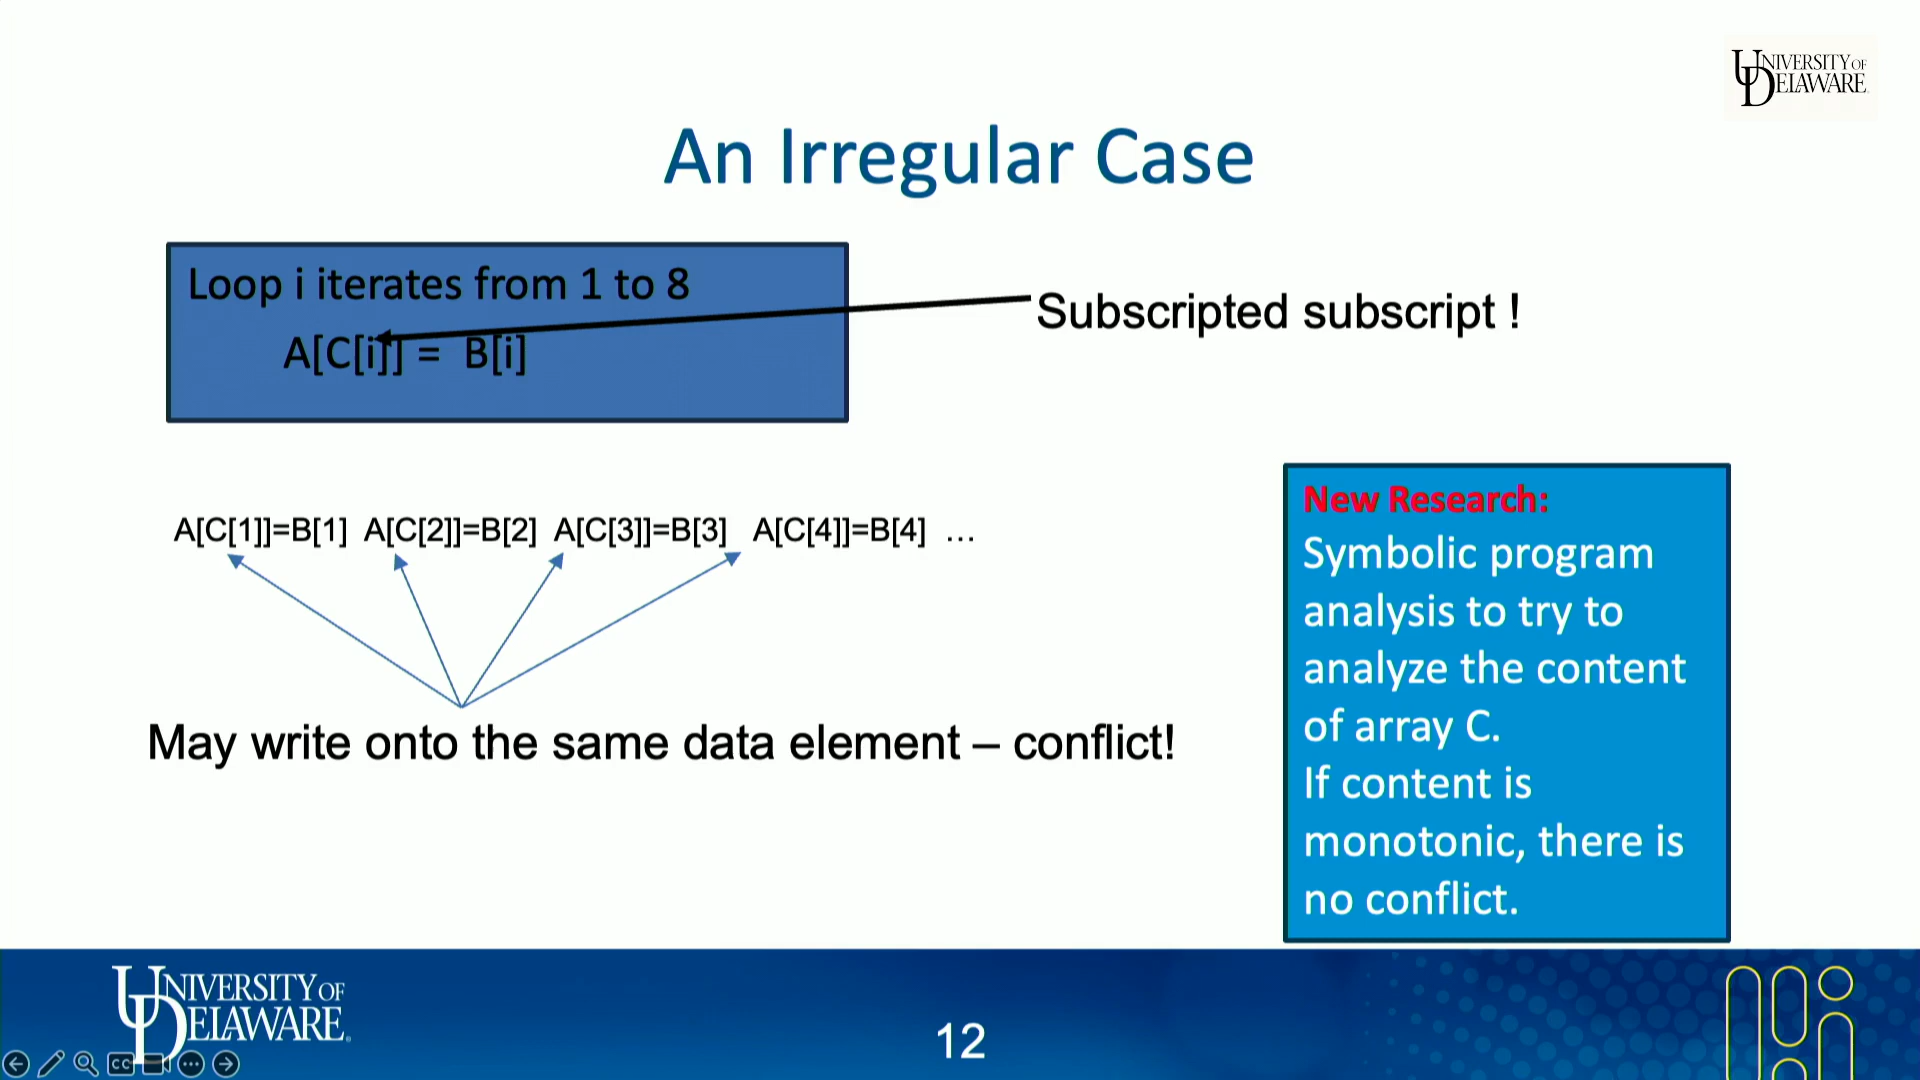 UNIVERSITY OF
DELAWARE
An Irregular Case
Loop i iterates from 1 to 8
A[C[i]] = B[i]
Subscripted subscript !
A[C[1]]=B[1] A[C[2]]=B[2] A[C[3]]=B[3] A[C[4]]=B[4] ...
May write onto the same data element – conflict!
New Research:
Symbolic program
analysis to try to
analyze the content
of array C.
If content is
monotonic, there is
no conflict.
UNIVERSITY OF
DELAWARE.
12
CC